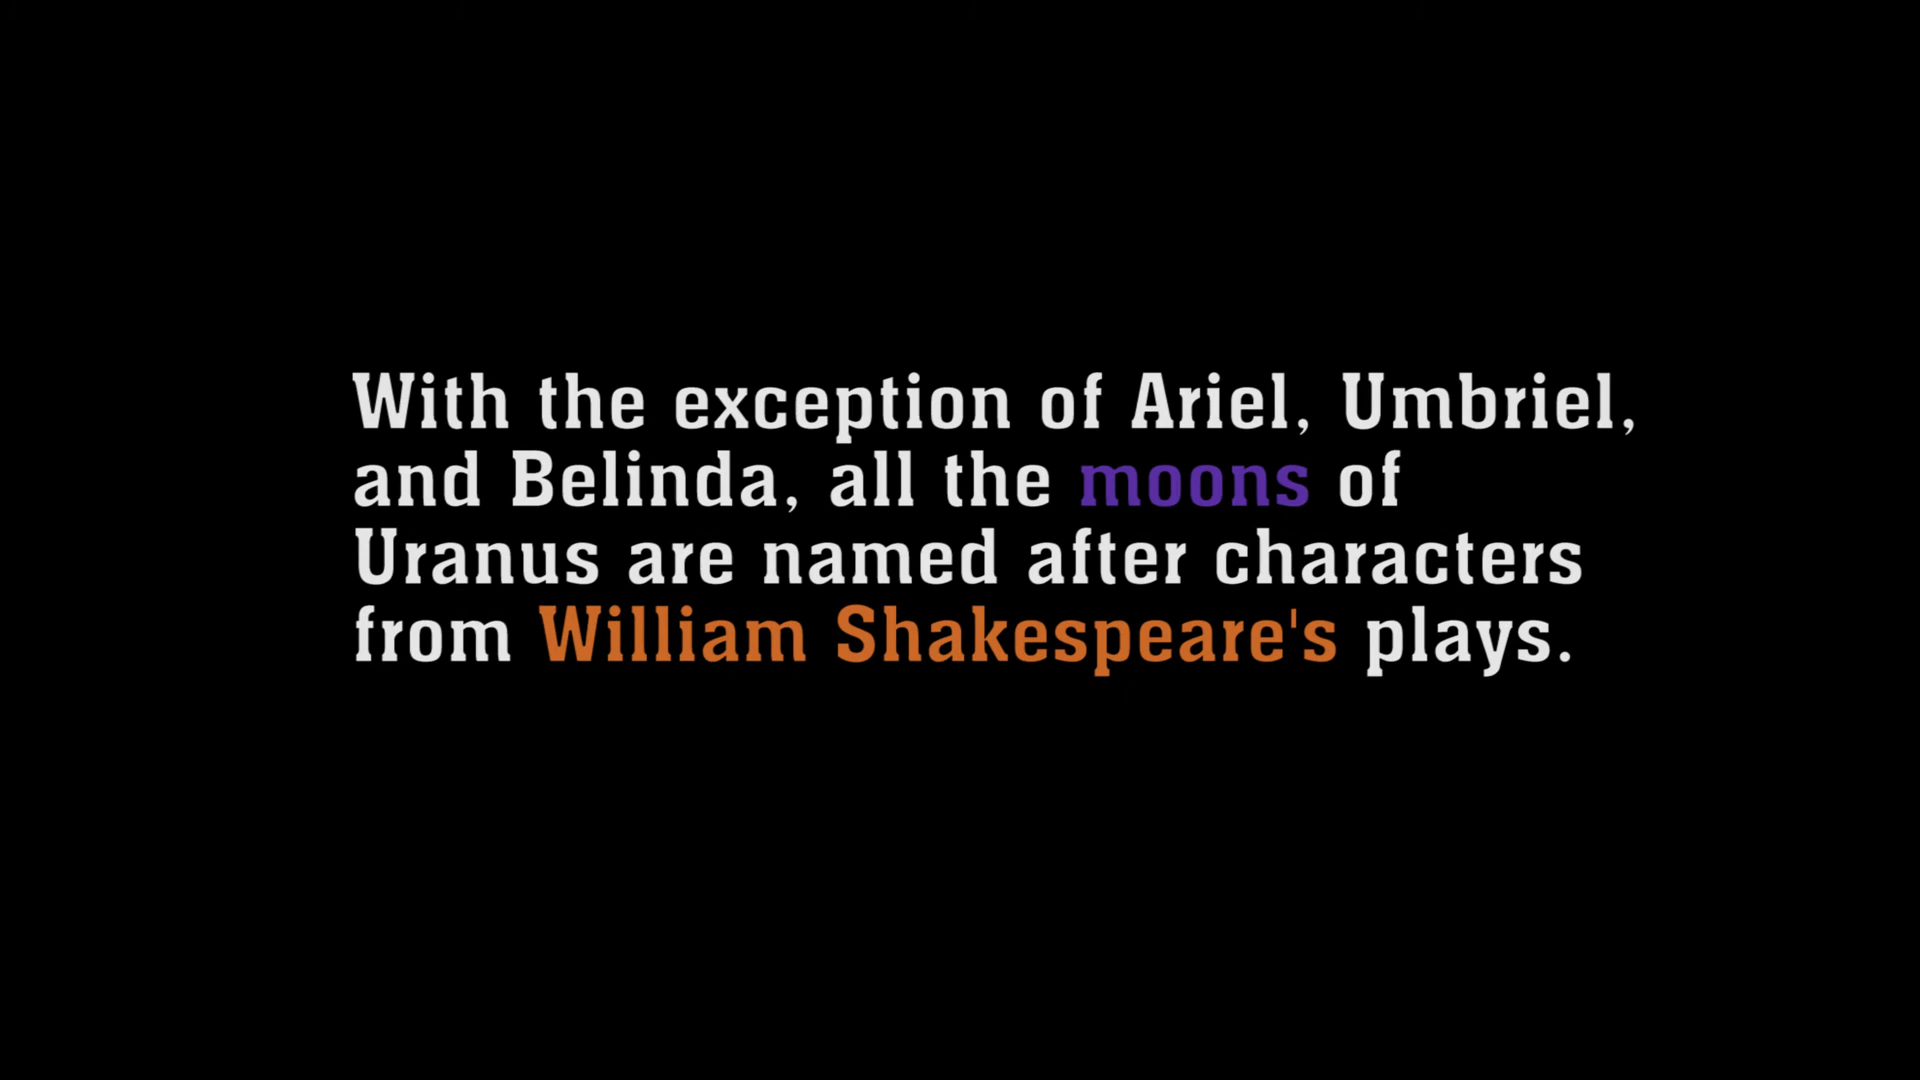 With the exception of Ariel, Umbriel,
and Belinda, all the moons of
Uranus are named after characters
from William Shakespeare's plays.